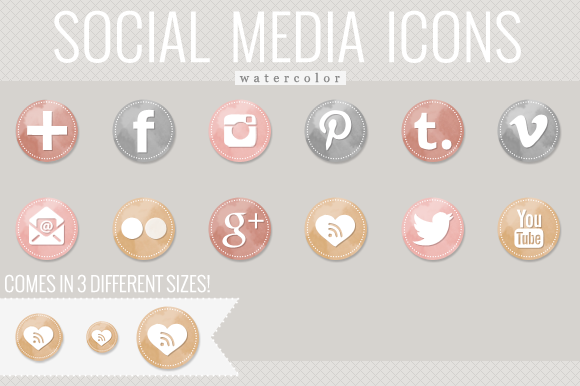 SOCIAL MEDIA ICONS
watercolor
f
t.
@
g+
You
Tube
COMES IN 3 DIFFERENT SIZES!